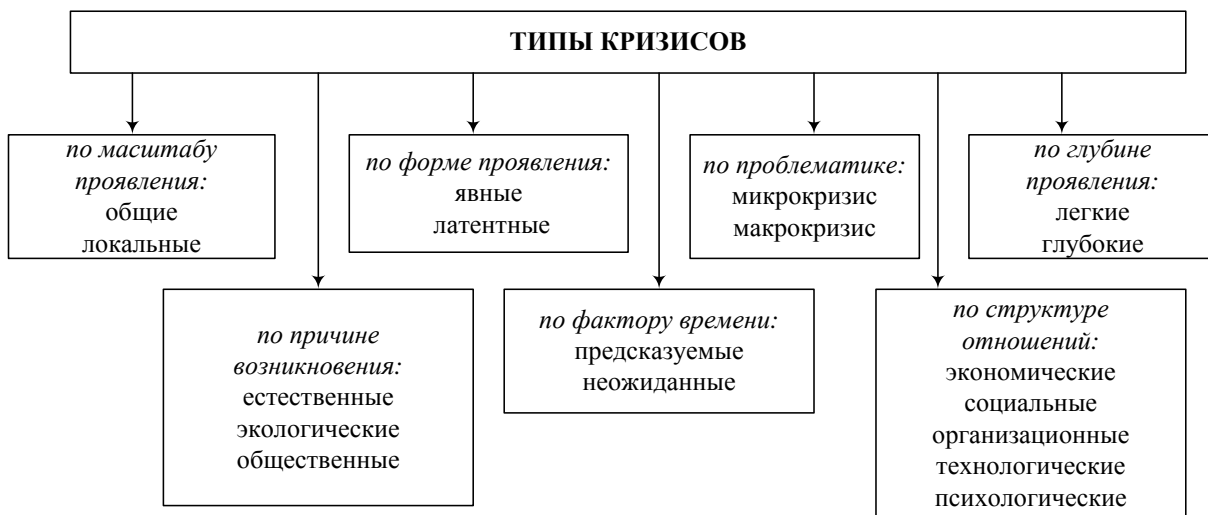 ТИПЫ КРИЗИСОВ
по масштабу
проявления:
общие
локальные
по форме проявления:
явные
латентные
по проблематике:
микрокризис
макрокризис
по глубине
проявления:
легкие
глубокие
по причине
возникновения:
естественные
экологические
общественные
по фактору времени:
предсказуемые
неожиданные
по структуре
отношений:
экономические
социальные
организационные
технологические
психологические